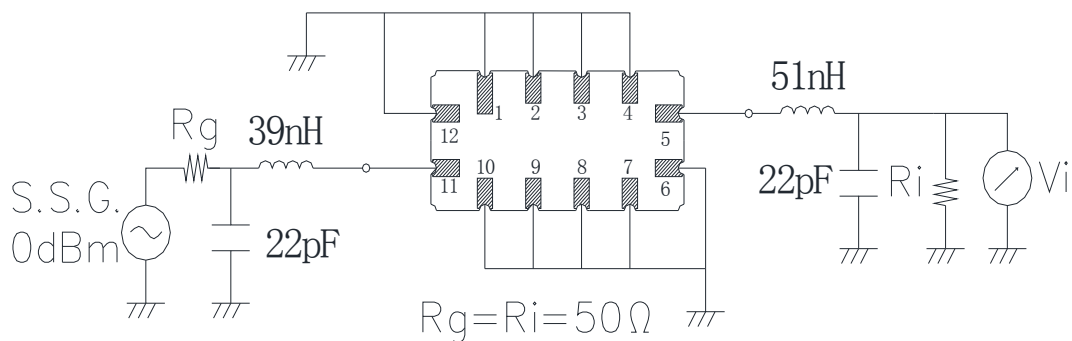 51nH
1 2 3 4
12 5
Rg 39nH
11 10 9 8 7 6
22pF Ri Vi
S.S.G.
0dBm
22pF
Rg=Ri=50Ω